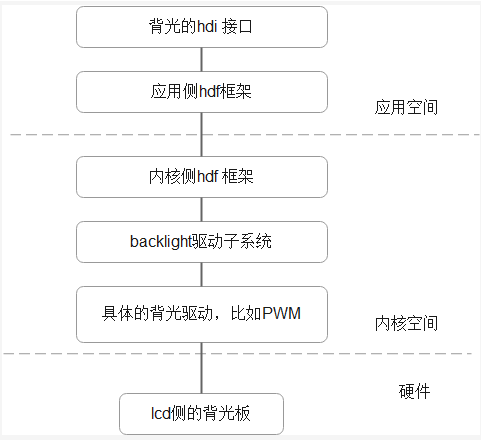 背光的hdi 接口
应用侧hdf框架
应用空间
内核侧hdf 框架
backlight驱动子系统
具体的背光驱动，比如PWM
内核空间
硬件
lcd侧的背光板